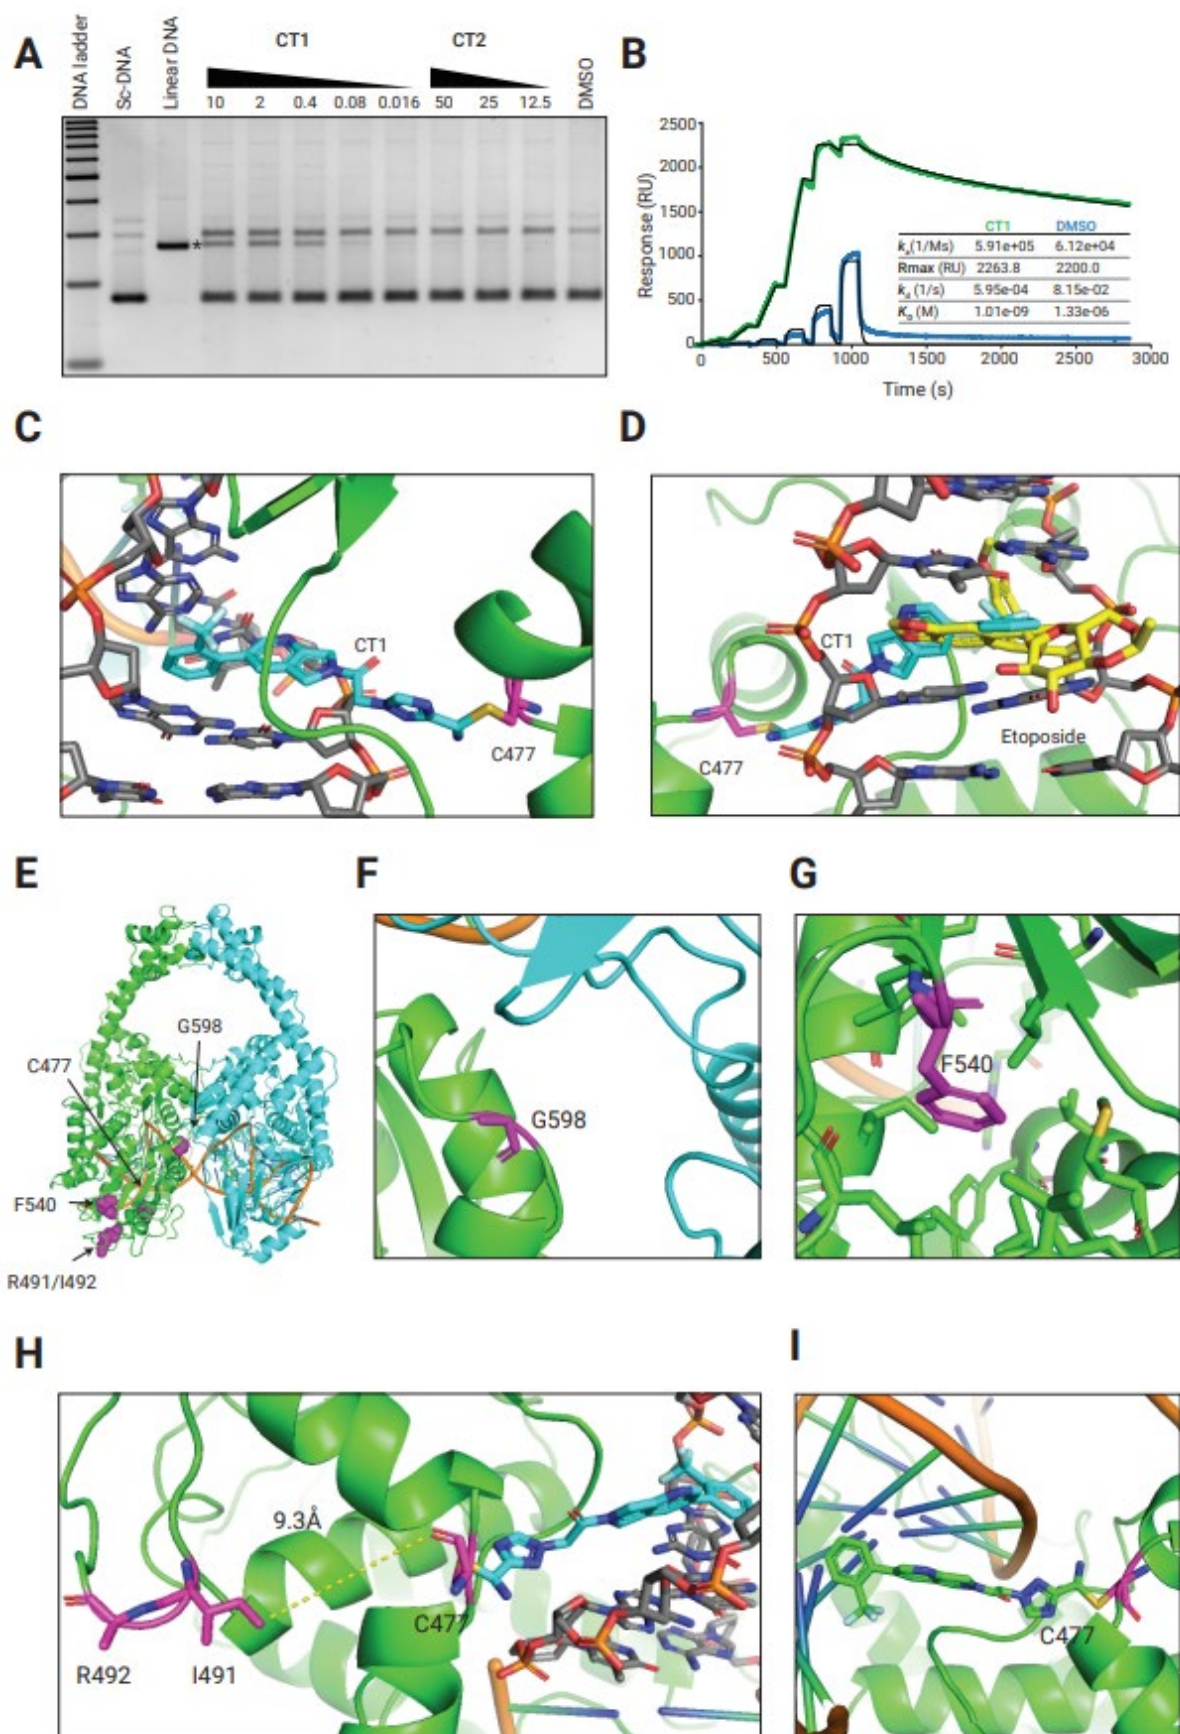 A
CT1
CT2
DNA ladder
Sc-DNA
Linear DNA
10
2
0.4
0.08
0.016
50
25
12.5
DMSO
*
B
2500
2000
1500
1000
500
0
Response (RU)
0
500
1000
1500
2000
2500
3000
Time (s)
CT1 DMSO
kₐ(1/Ms) 5.91e+05 6.12e+04
Rmax (RU) 2263.8 2200.0
k_d (1/s) 5.95e-04 8.15e-02
K_D (M) 1.01e-09 1.33e-06
C
CT1
C477
D
CT1
C477
Etoposide
E
G598
C477
F540
R491/I492
F
G598
G
F540
H
9.3Å
C477
R492
I491
I
C477